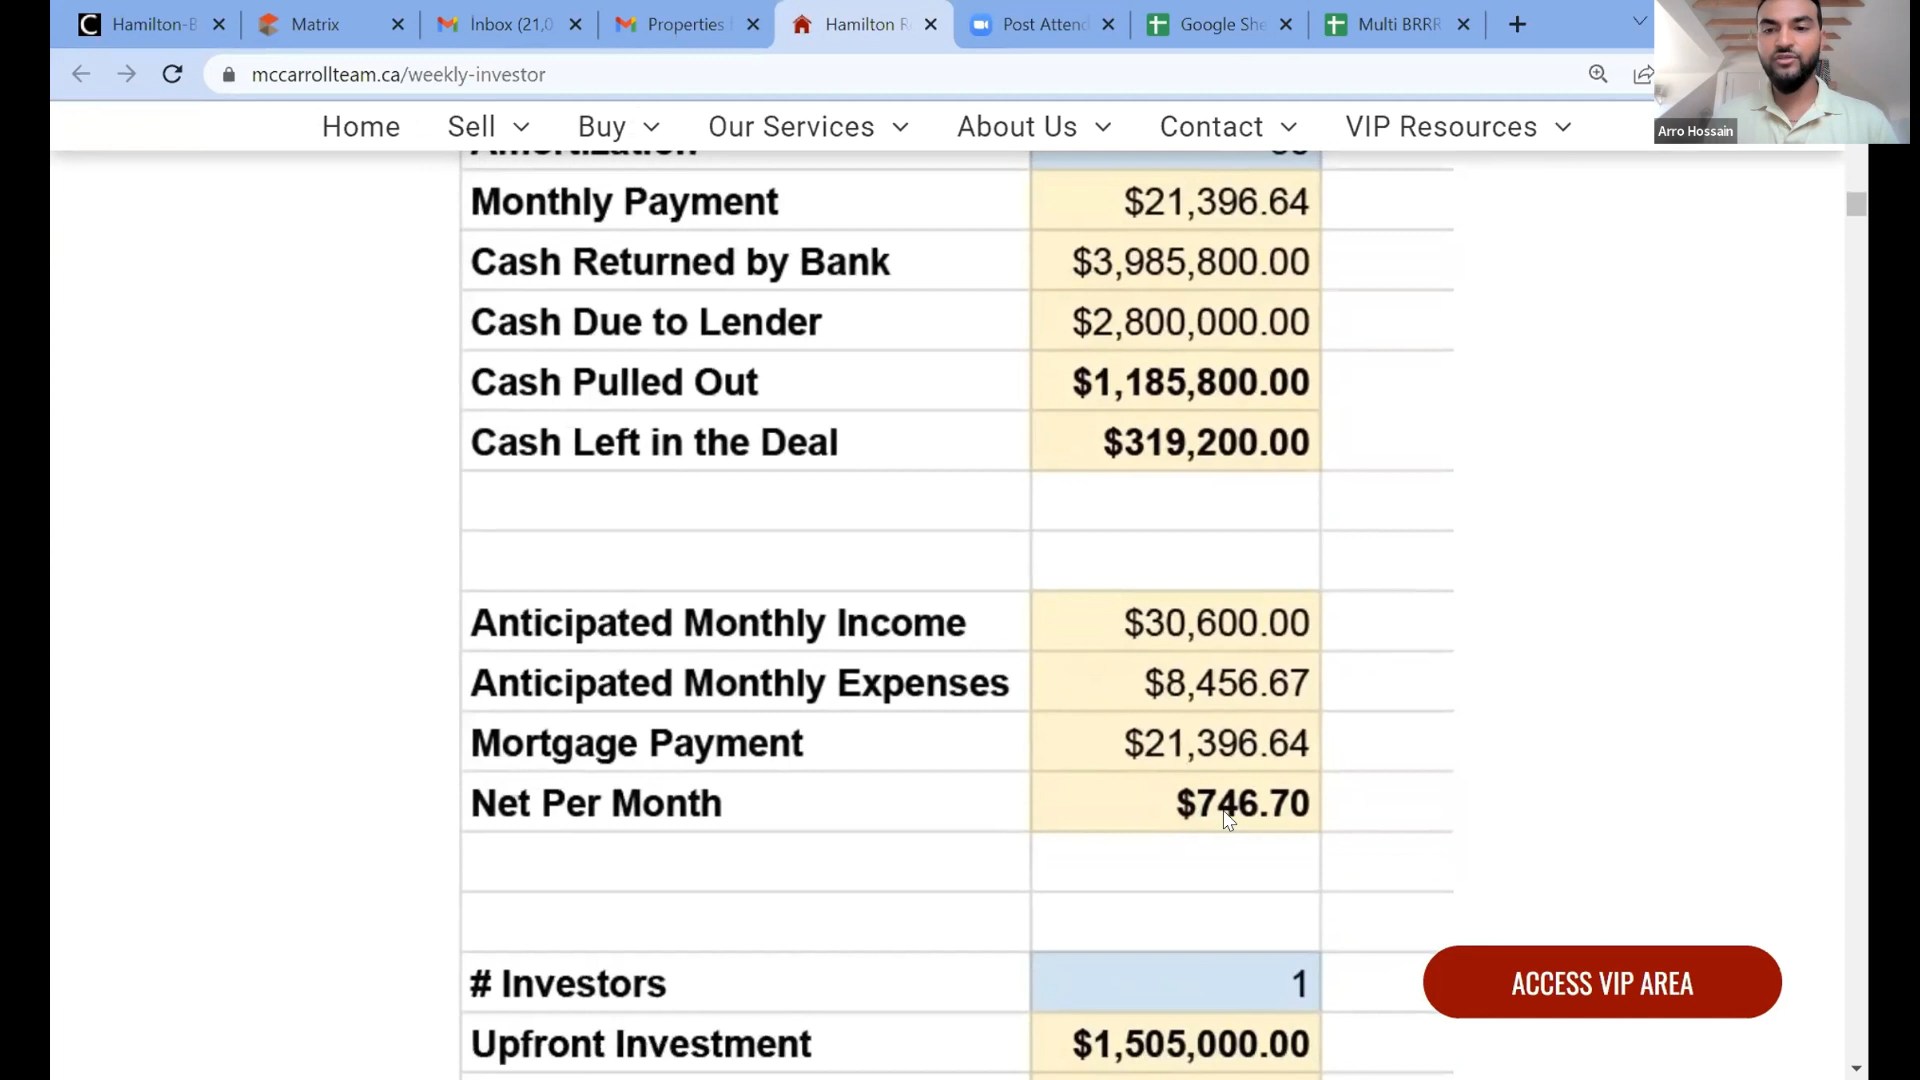 Hamilton-B
Matrix
Inbox (21,0
Properties
Hamilton R
Post Attend
Google She
Multi BRRR
mccarrollteam.ca/weekly-investor
Home Sell Buy Our Services About Us Contact VIP Resources
Arro Hossain
Amortization
Monthly Payment $21,396.64
Cash Returned by Bank $3,985,800.00
Cash Due to Lender $2,800,000.00
Cash Pulled Out $1,185,800.00
Cash Left in the Deal $319,200.00
Anticipated Monthly Income $30,600.00
Anticipated Monthly Expenses $8,456.67
Mortgage Payment $21,396.64
Net Per Month $746.70
# Investors 1
Upfront Investment $1,505,000.00
ACCESS VIP AREA